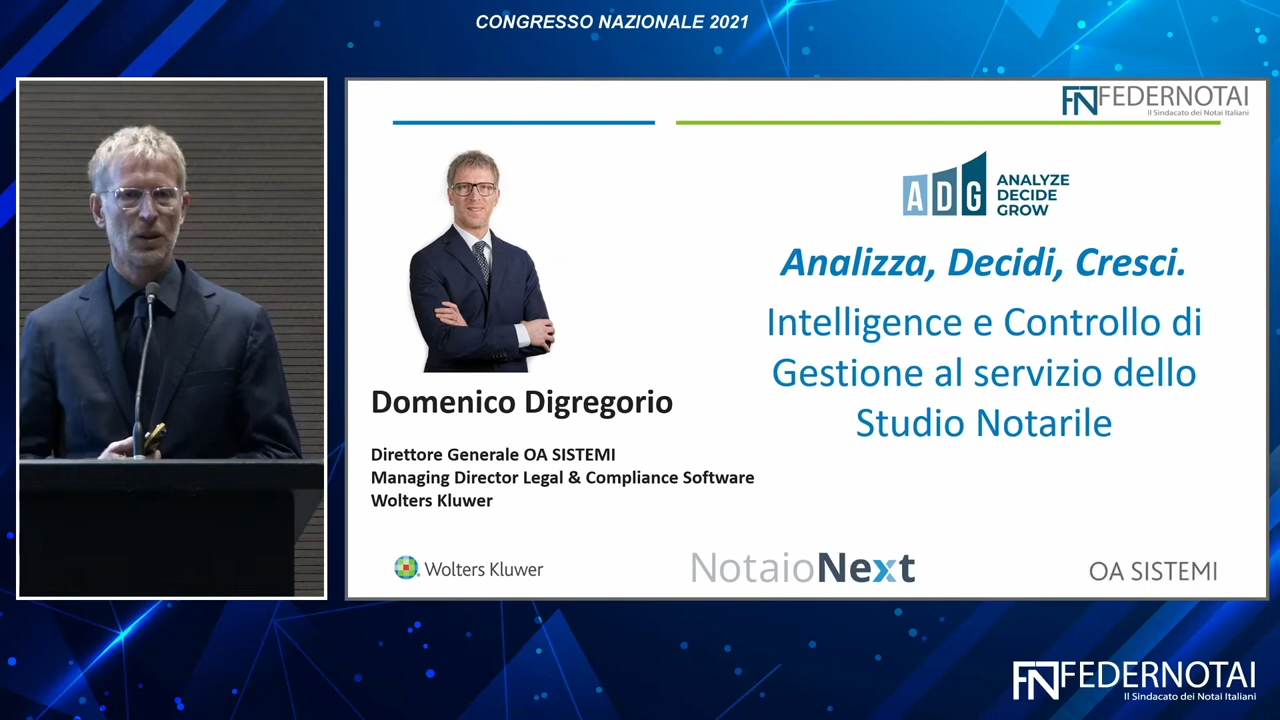 CONGRESSO NAZIONALE 2021
FN FEDERNOTAI
Il Sindacato dei Notai Italiani
ADG
ANALYZE
DECIDE
GROW
Analizza, Decidi, Cresci.
Intelligence e Controllo di
Gestione al servizio dello
Studio Notarile
Domenico Digregorio
Direttore Generale OA SISTEMI
Managing Director Legal & Compliance Software
Wolters Kluwer
Wolters Kluwer
NotaioNext
OA SISTEMI
FN FEDERNOTAI
Il Sindacato dei Notai Italiani